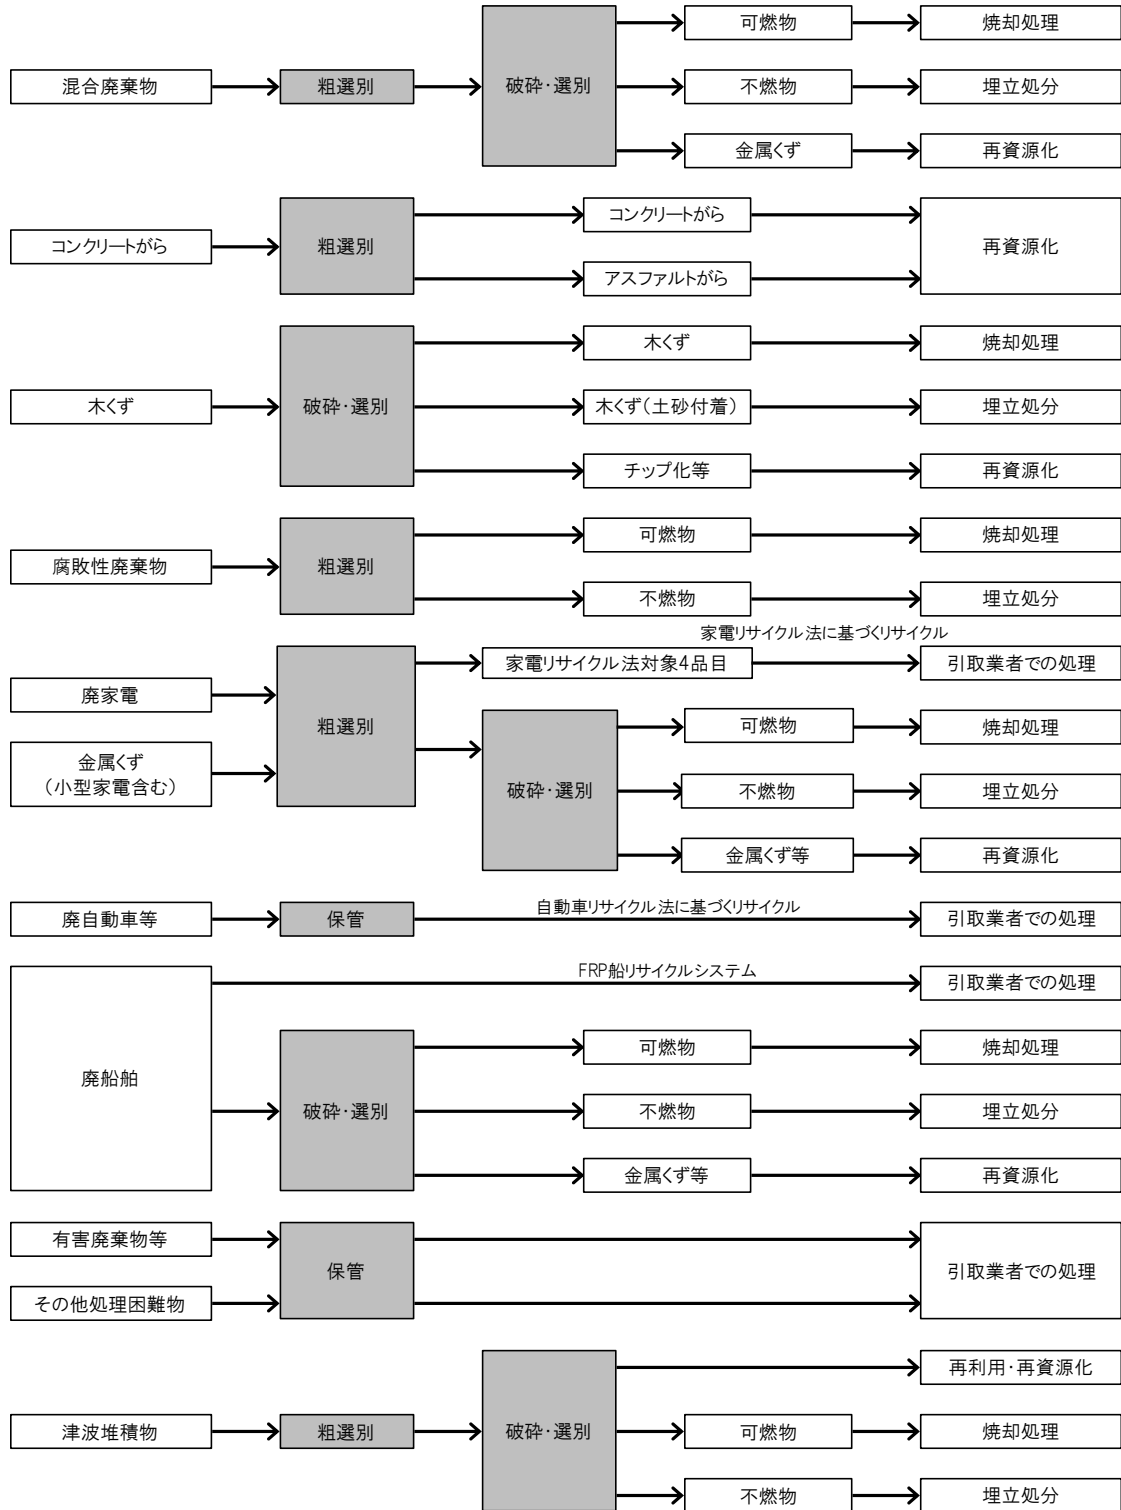 可燃物
焼却処理
混合廃棄物
粗選別
破砕・選別
不燃物
埋立処分
金属くず
再資源化
コンクリートがら
粗選別
コンクリートがら
アスファルトがら
再資源化
木くず
破砕・選別
木くず
焼却処理
木くず(土砂付着)
埋立処分
チップ化等
再資源化
腐敗性廃棄物
粗選別
可燃物
焼却処理
不燃物
埋立処分
家電リサイクル法に基づくリサイクル
廃家電
金属くず
(小型家電含む)
粗選別
家電リサイクル法対象4品目
引取業者での処理
破砕・選別
可燃物
焼却処理
不燃物
埋立処分
金属くず等
再資源化
廃自動車等
保管
自動車リサイクル法に基づくリサイクル
引取業者での処理
廃船舶
FRP船リサイクルシステム
引取業者での処理
破砕・選別
可燃物
焼却処理
不燃物
埋立処分
金属くず等
再資源化
有害廃棄物等
その他処理困難物
保管
引取業者での処理
津波堆積物
粗選別
破砕・選別
再利用・再資源化
可燃物
焼却処理
不燃物
埋立処分